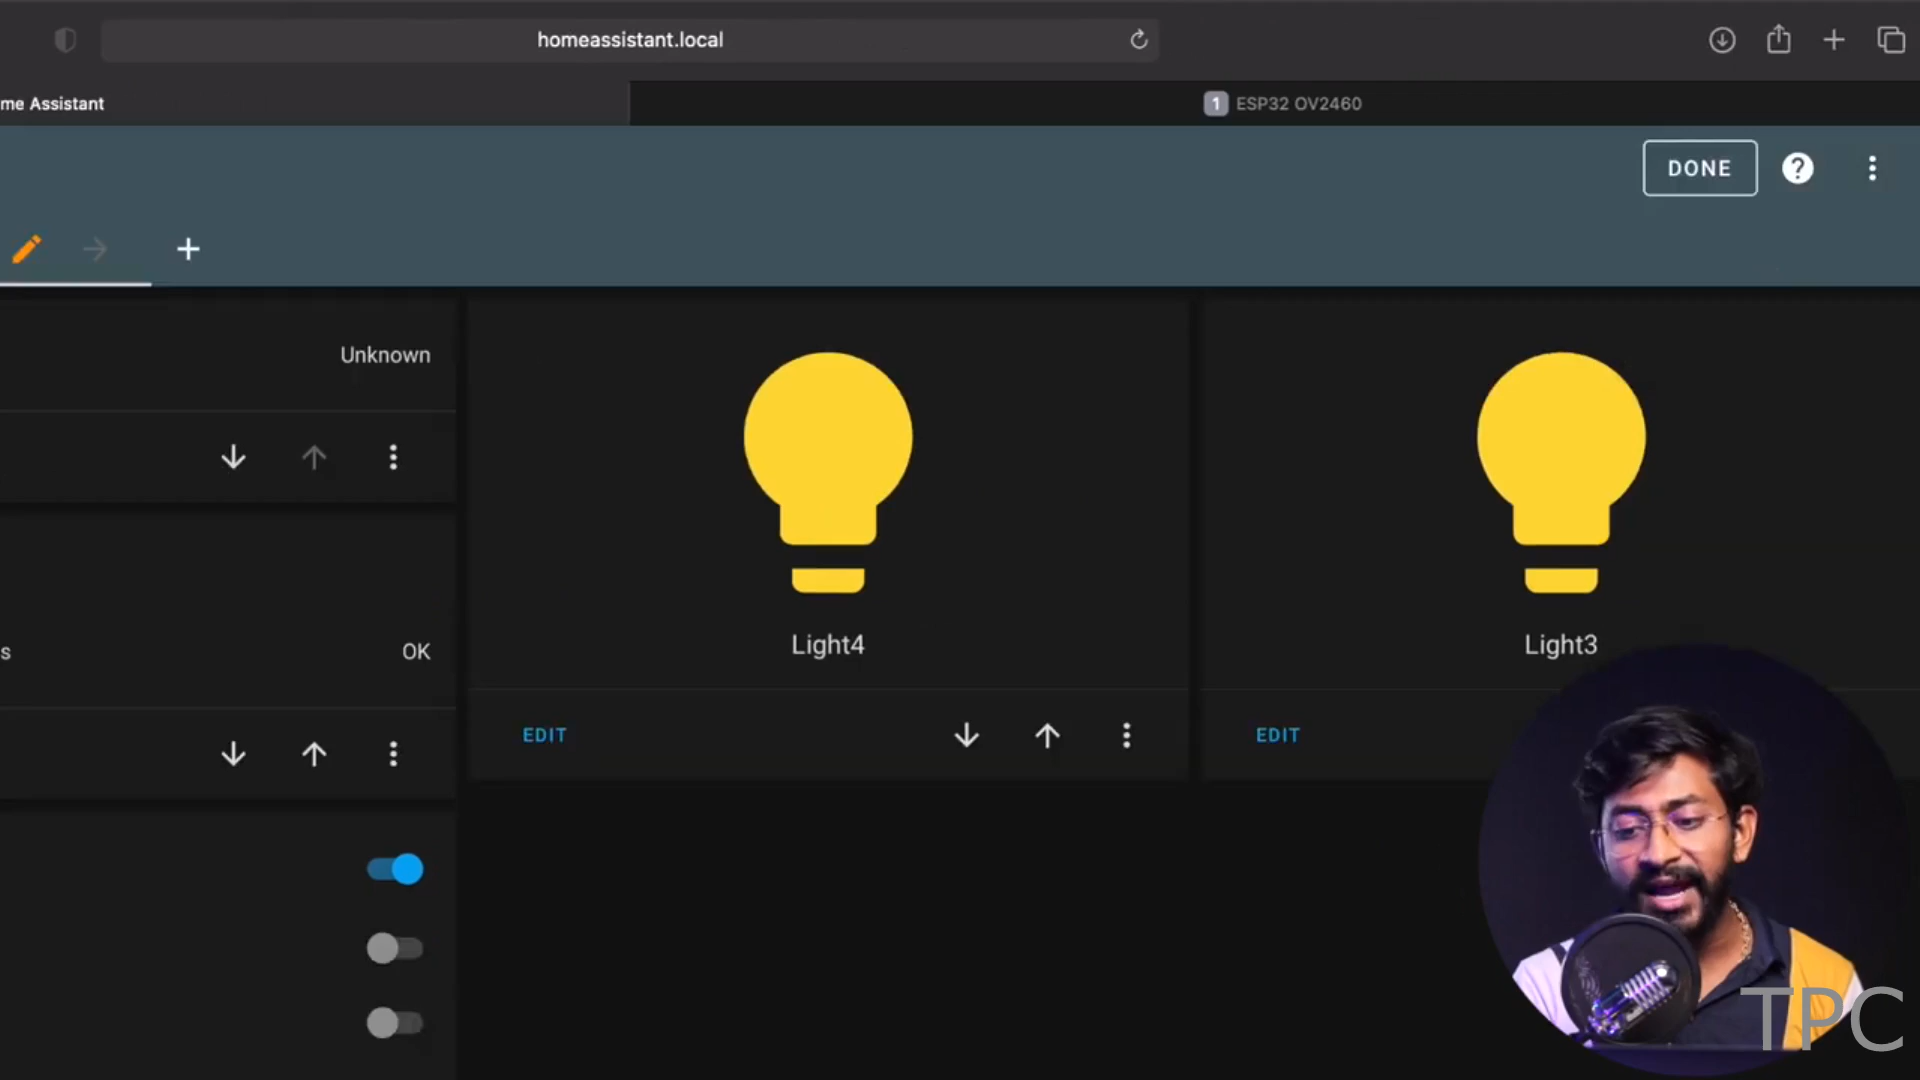 homeassistant.local
me Assistant
1 ESP32 OV2460
DONE
?
Unknown
s OK
Light4
Light3
EDIT
EDIT
TPC